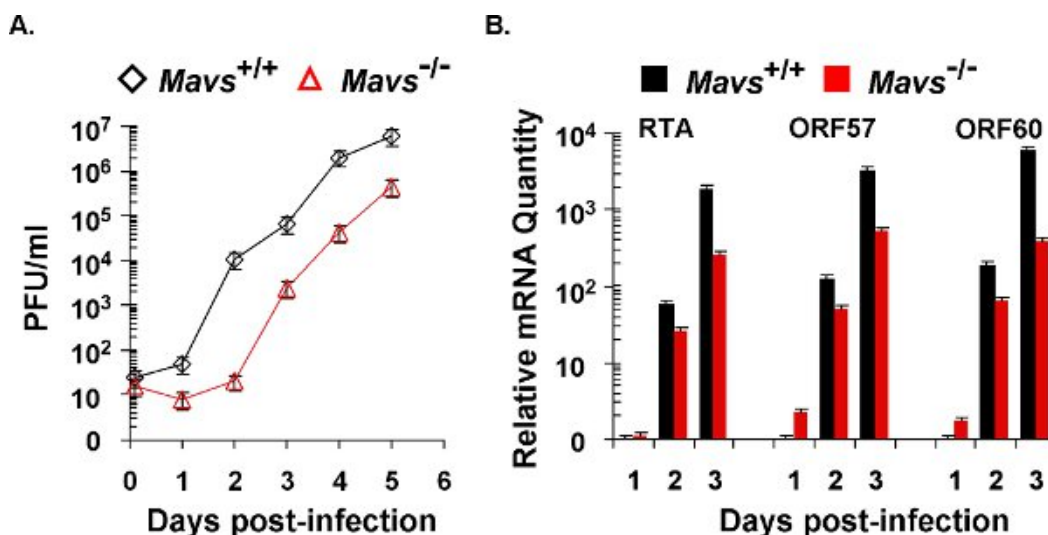 A.
Mavs+/+ Mavs-/-
PFU/ml
10^7
10^6
10^5
10^4
10^3
10^2
10
0
0 1 2 3 4 5 6
Days post-infection
B.
Mavs+/+ Mavs-/-
RTA ORF57 ORF60
Relative mRNA Quantity
10^4
10^3
10^2
10
0
1 2 3 1 2 3 1 2 3
Days post-infection